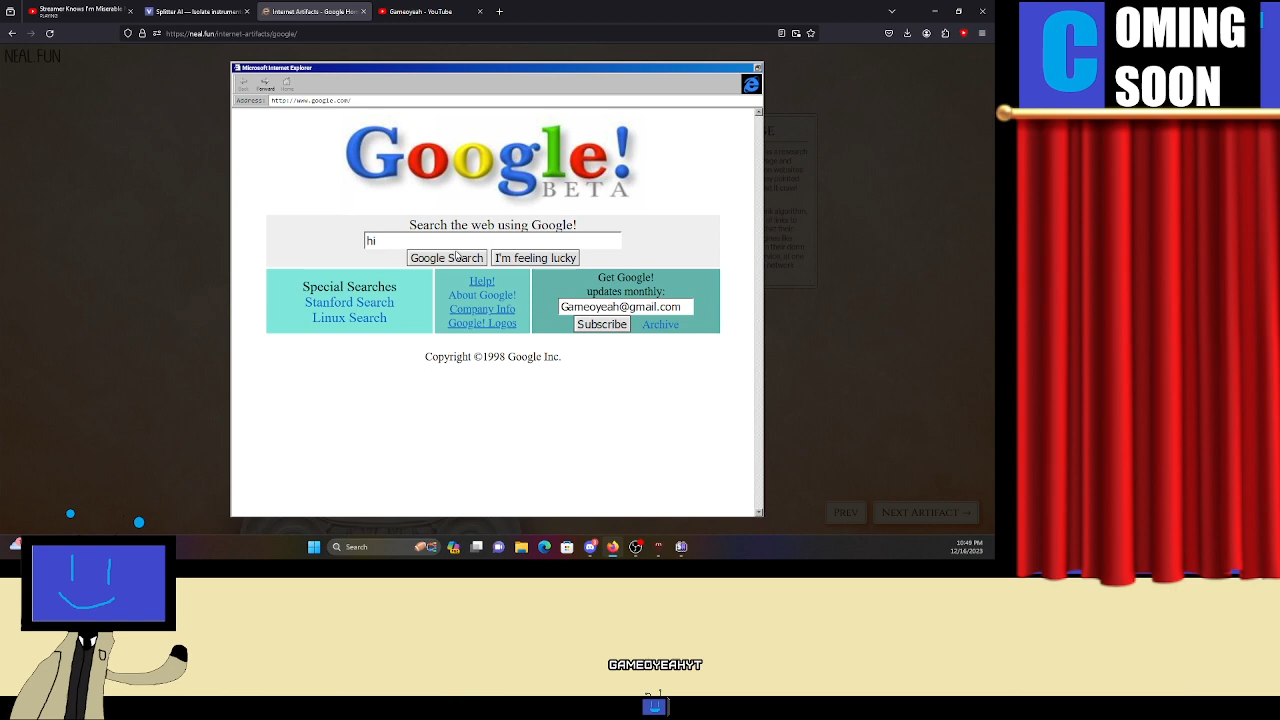 Streamer Knows I'm Miserable
PLAYING
Splitter AI — Isolate instrument
Internet Artifacts - Google Ho
Gameoyeah - YouTube
https://neal.fun/internet-artifacts/google/
NEAL.FUN
Microsoft Internet Explorer
Back
Forward
Home
Address:
http://www.google.com/
Google!
BETA
Search the web using Google!
hi
Google Search
I'm feeling lucky
Special Searches
Stanford Search
Linux Search
Help!
About Google!
Company Info
Google! Logos
Get Google!
updates monthly:
Gameoyeah@gmail.com
Subscribe
Archive
Copyright ©1998 Google Inc.
PREV
NEXT ARTIFACT →
Search
10:49 PM
12/16/2023
COMING
SOON
GAMEOYEAHYT